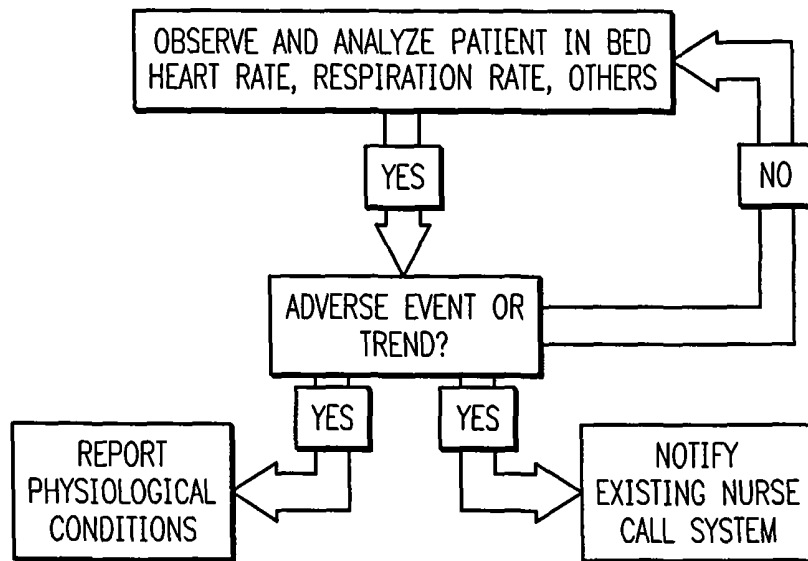 OBSERVE AND ANALYZE PATIENT IN BED
HEART RATE, RESPIRATION RATE, OTHERS
YES
NO
ADVERSE EVENT OR
TREND?
YES
YES
REPORT
PHYSIOLOGICAL
CONDITIONS
NOTIFY
EXISTING NURSE
CALL SYSTEM